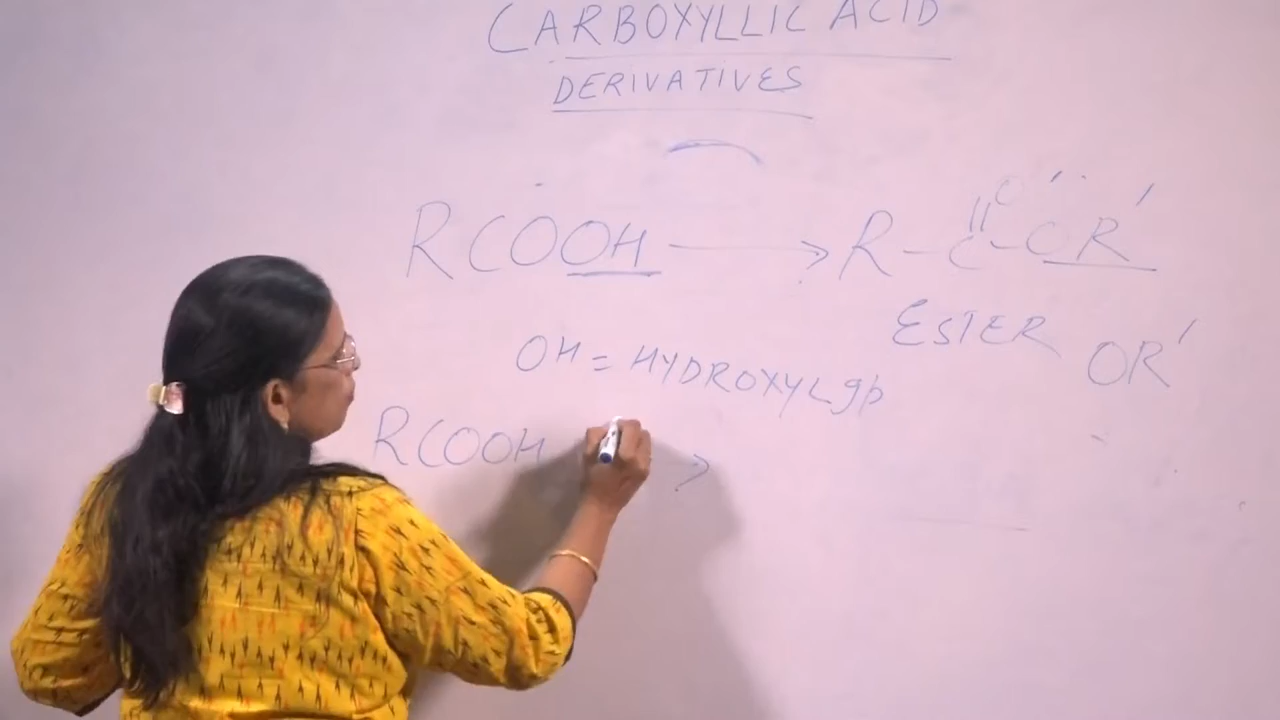 CARBOXYLLIC ACID
DERIVATIVES
O
RCOOH → R-C-OR'
ESTER OR'
OH = HYDROXYL gp
RCOOH →